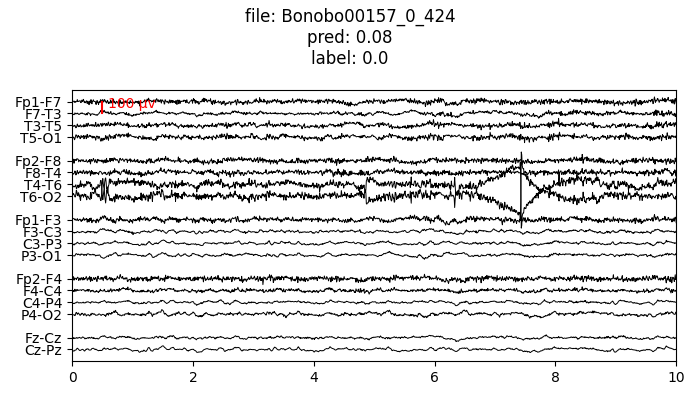 file: Bonobo00157_0_424
pred: 0.08
label: 0.0
Fp1-F7
100 μV
F7-T3
T3-T5
T5-O1
Fp2-F8
F8-T4
T4-T6
T6-O2
Fp1-F3
F3-C3
C3-P3
P3-O1
Fp2-F4
F4-C4
C4-P4
P4-O2
Fz-Cz
Cz-Pz
0 2 4 6 8 10